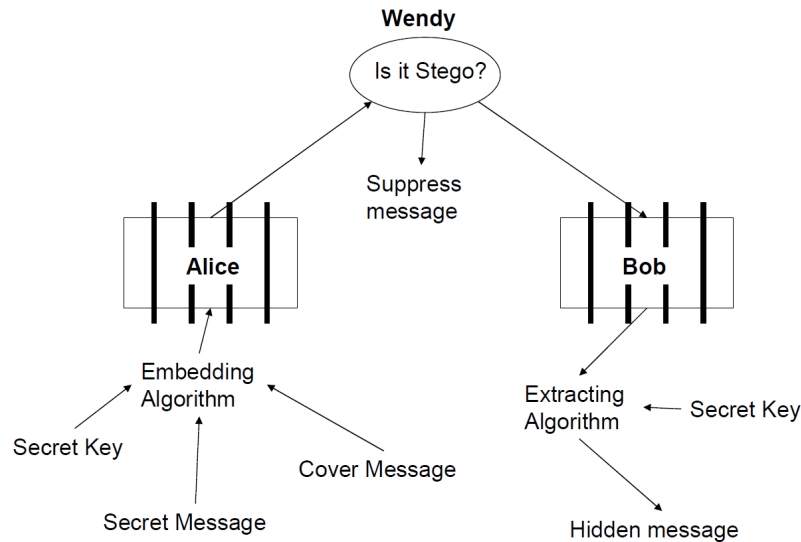 Wendy
Is it Stego?
Suppress
message
Alice
Bob
Embedding
Algorithm
Extracting
Algorithm
Secret Key
Secret Key
Cover Message
Secret Message
Hidden message